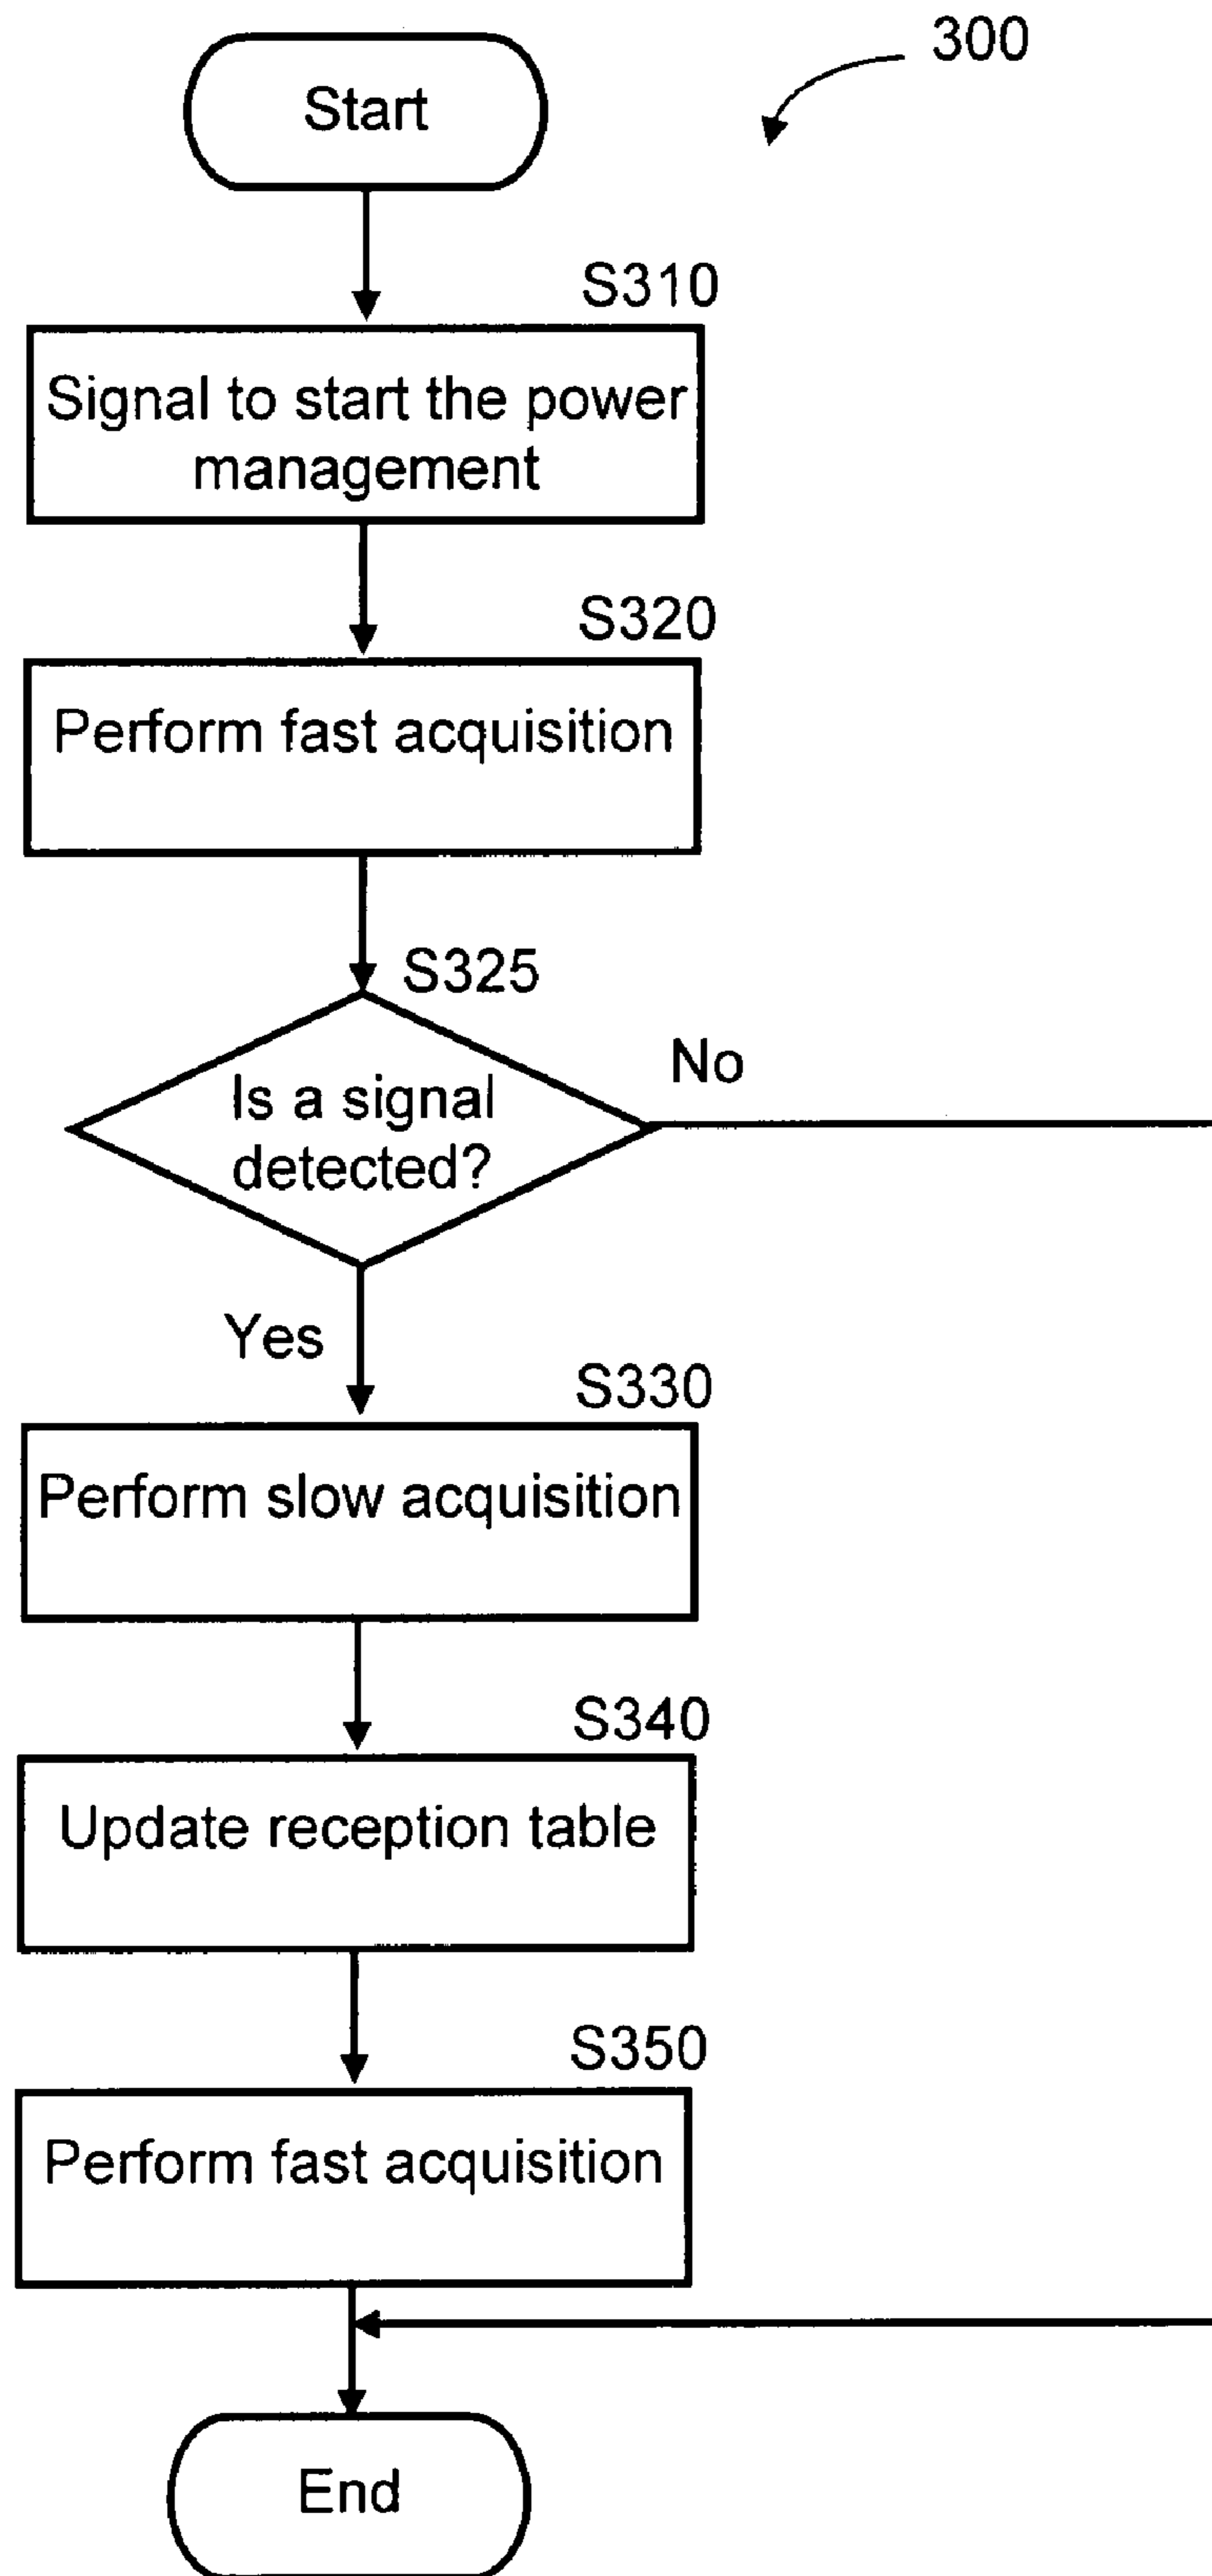 300
Start
S310
Signal to start the power
management
S320
Perform fast acquisition
S325
Is a signal
detected?
No
Yes
S330
Perform slow acquisition
S340
Update reception table
S350
Perform fast acquisition
End